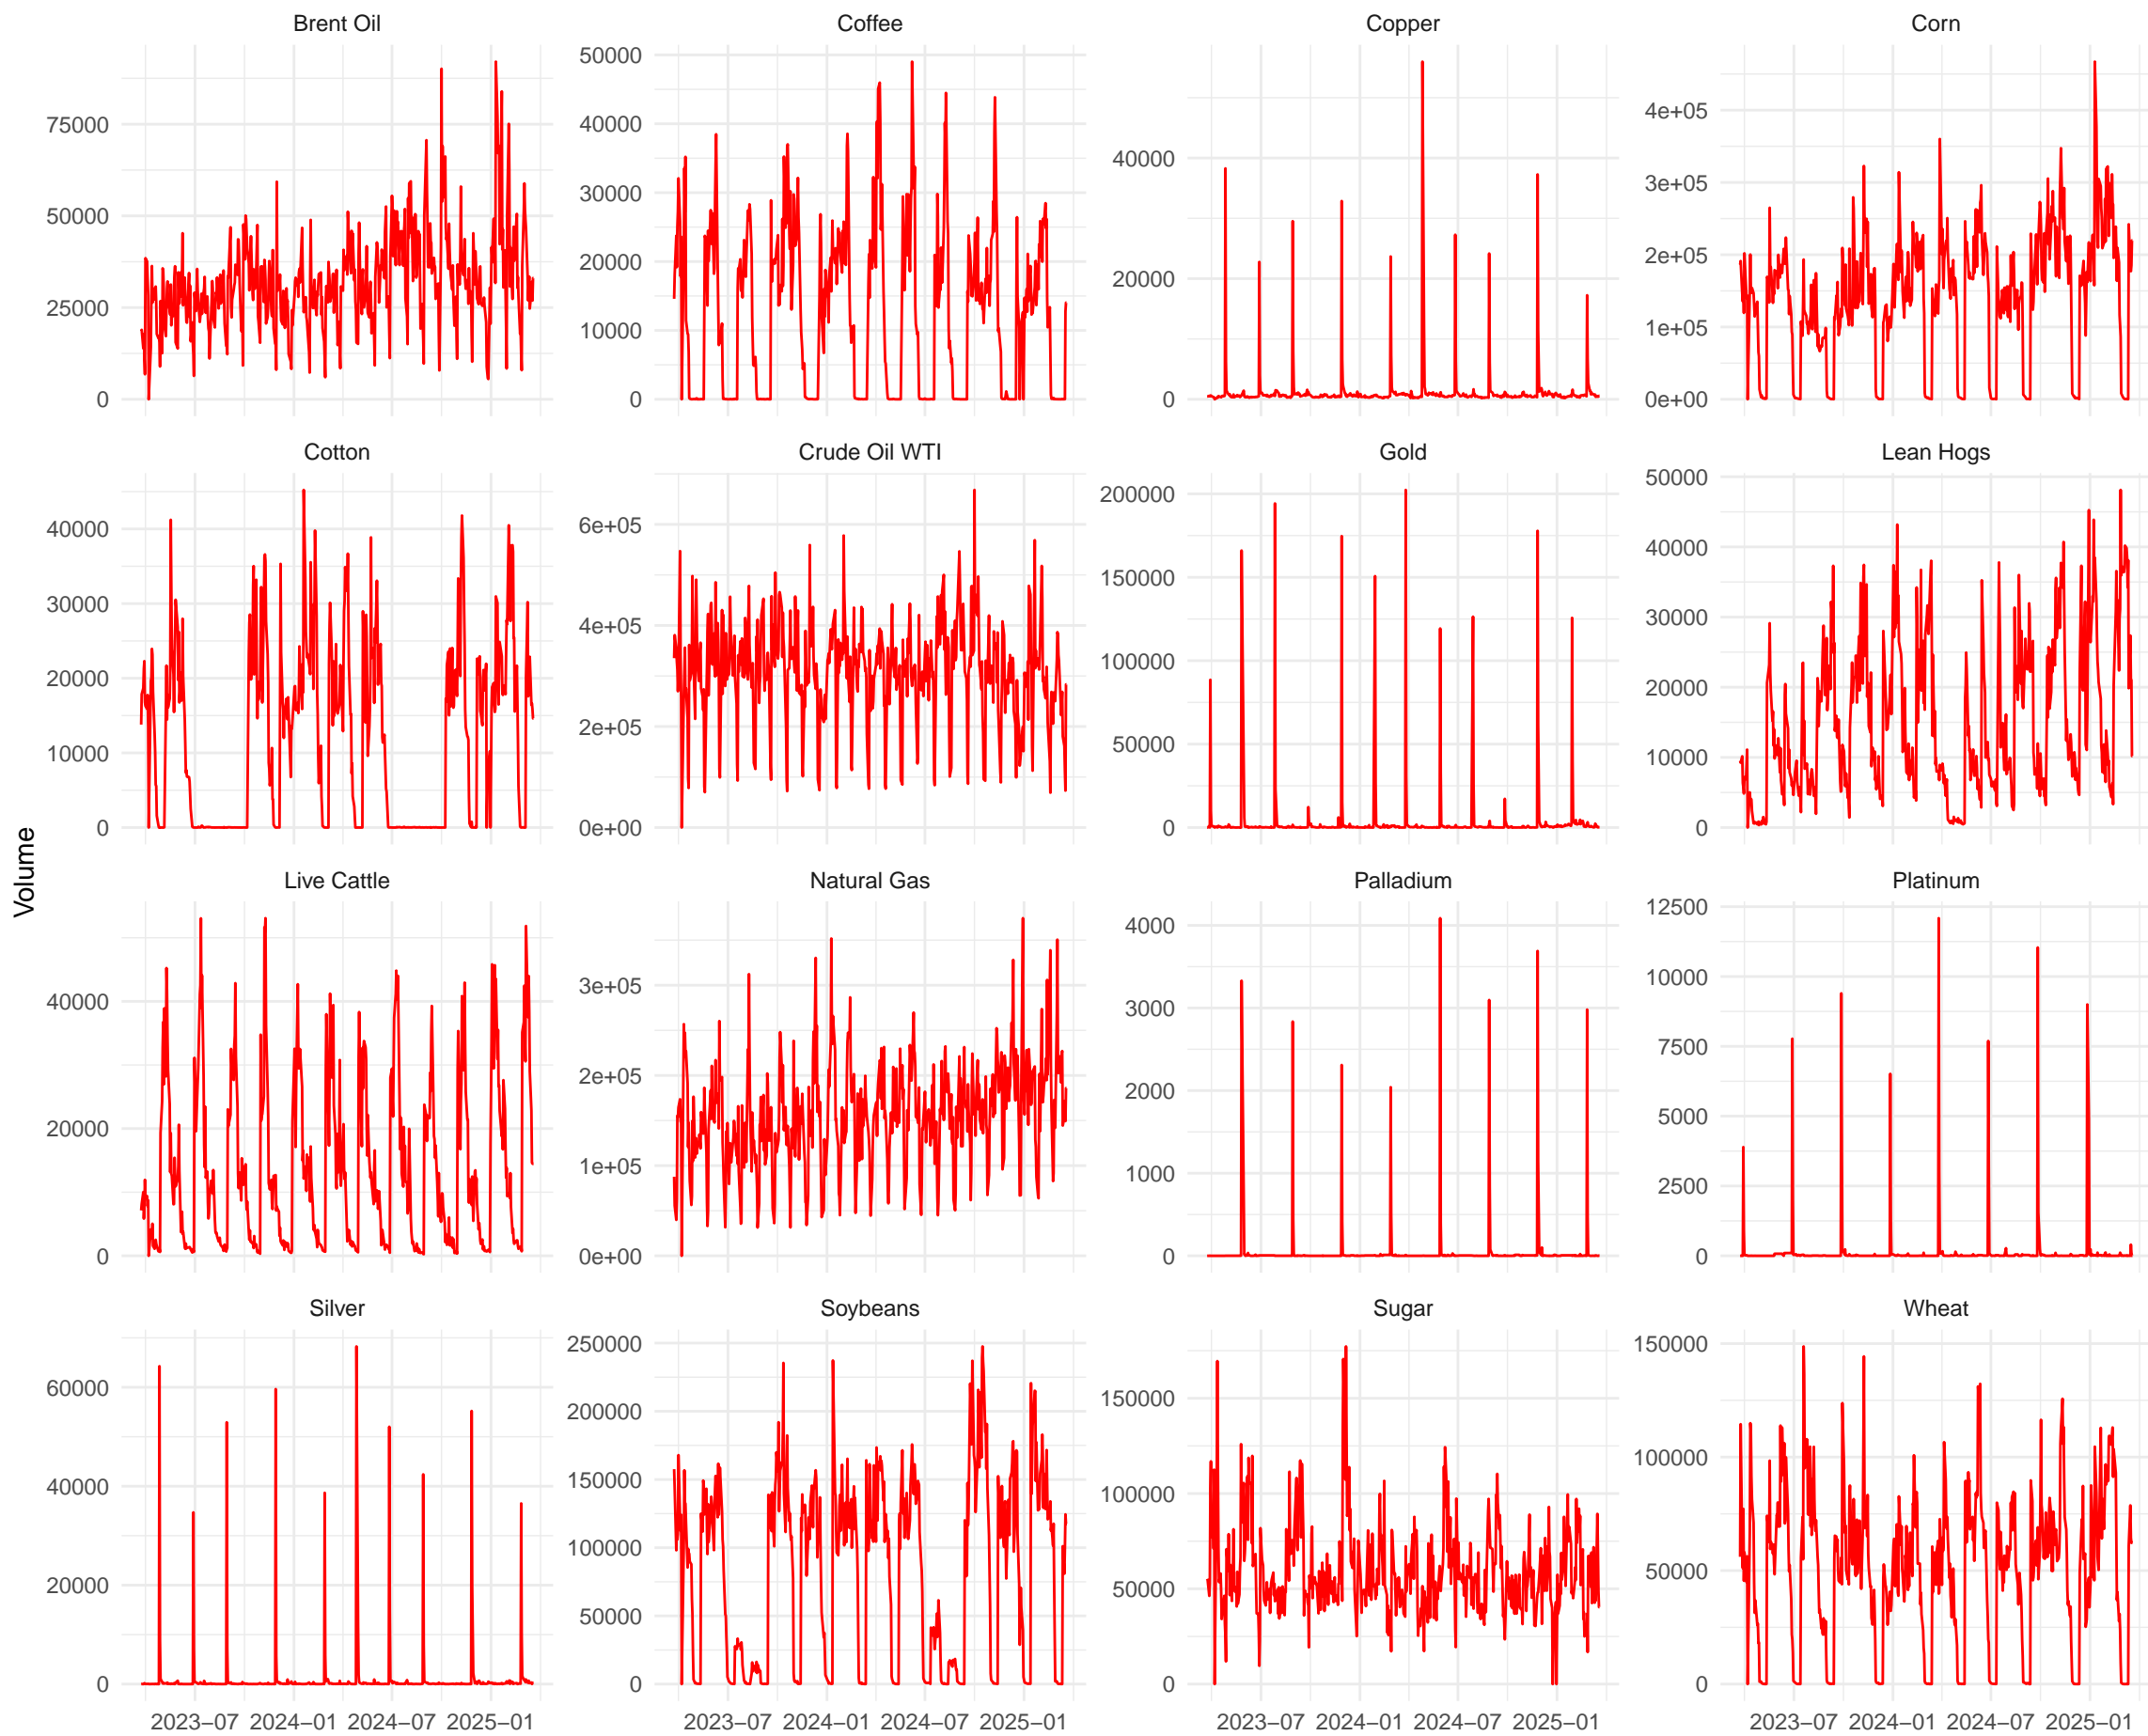 Brent Oil
Coffee
Copper
Corn
75000
50000
25000
0
50000
40000
30000
20000
10000
0
40000
20000
0
4e+05
3e+05
2e+05
1e+05
0e+00
Cotton
Crude Oil WTI
Gold
Lean Hogs
40000
30000
20000
10000
0
6e+05
4e+05
2e+05
0e+00
200000
150000
100000
50000
0
50000
40000
30000
20000
10000
0
Volume
Live Cattle
Natural Gas
Palladium
Platinum
40000
20000
0
3e+05
2e+05
1e+05
0e+00
4000
3000
2000
1000
0
12500
10000
7500
5000
2500
0
Silver
Soybeans
Sugar
Wheat
60000
40000
20000
0
250000
200000
150000
100000
50000
0
150000
100000
50000
0
150000
100000
50000
0
2023−07 2024−01 2024−07 2025−01
2023−07 2024−01 2024−07 2025−01
2023−07 2024−01 2024−07 2025−01
2023−07 2024−01 2024−07 2025−01